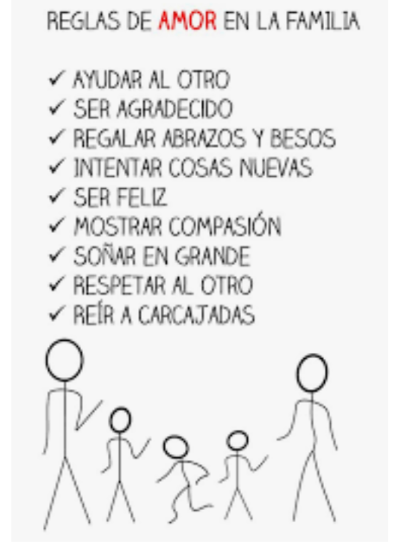 REGLAS DE AMOR EN LA FAMILIA
✓ AYUDAR AL OTRO
✓ SER AGRADECIDO
✓ REGALAR ABRAZOS Y BESOS
✓ INTENTAR COSAS NUEVAS
✓ SER FELIZ
✓ MOSTRAR COMPASIÓN
✓ SOÑAR EN GRANDE
✓ RESPETAR AL OTRO
✓ REÍR A CARCAJADAS